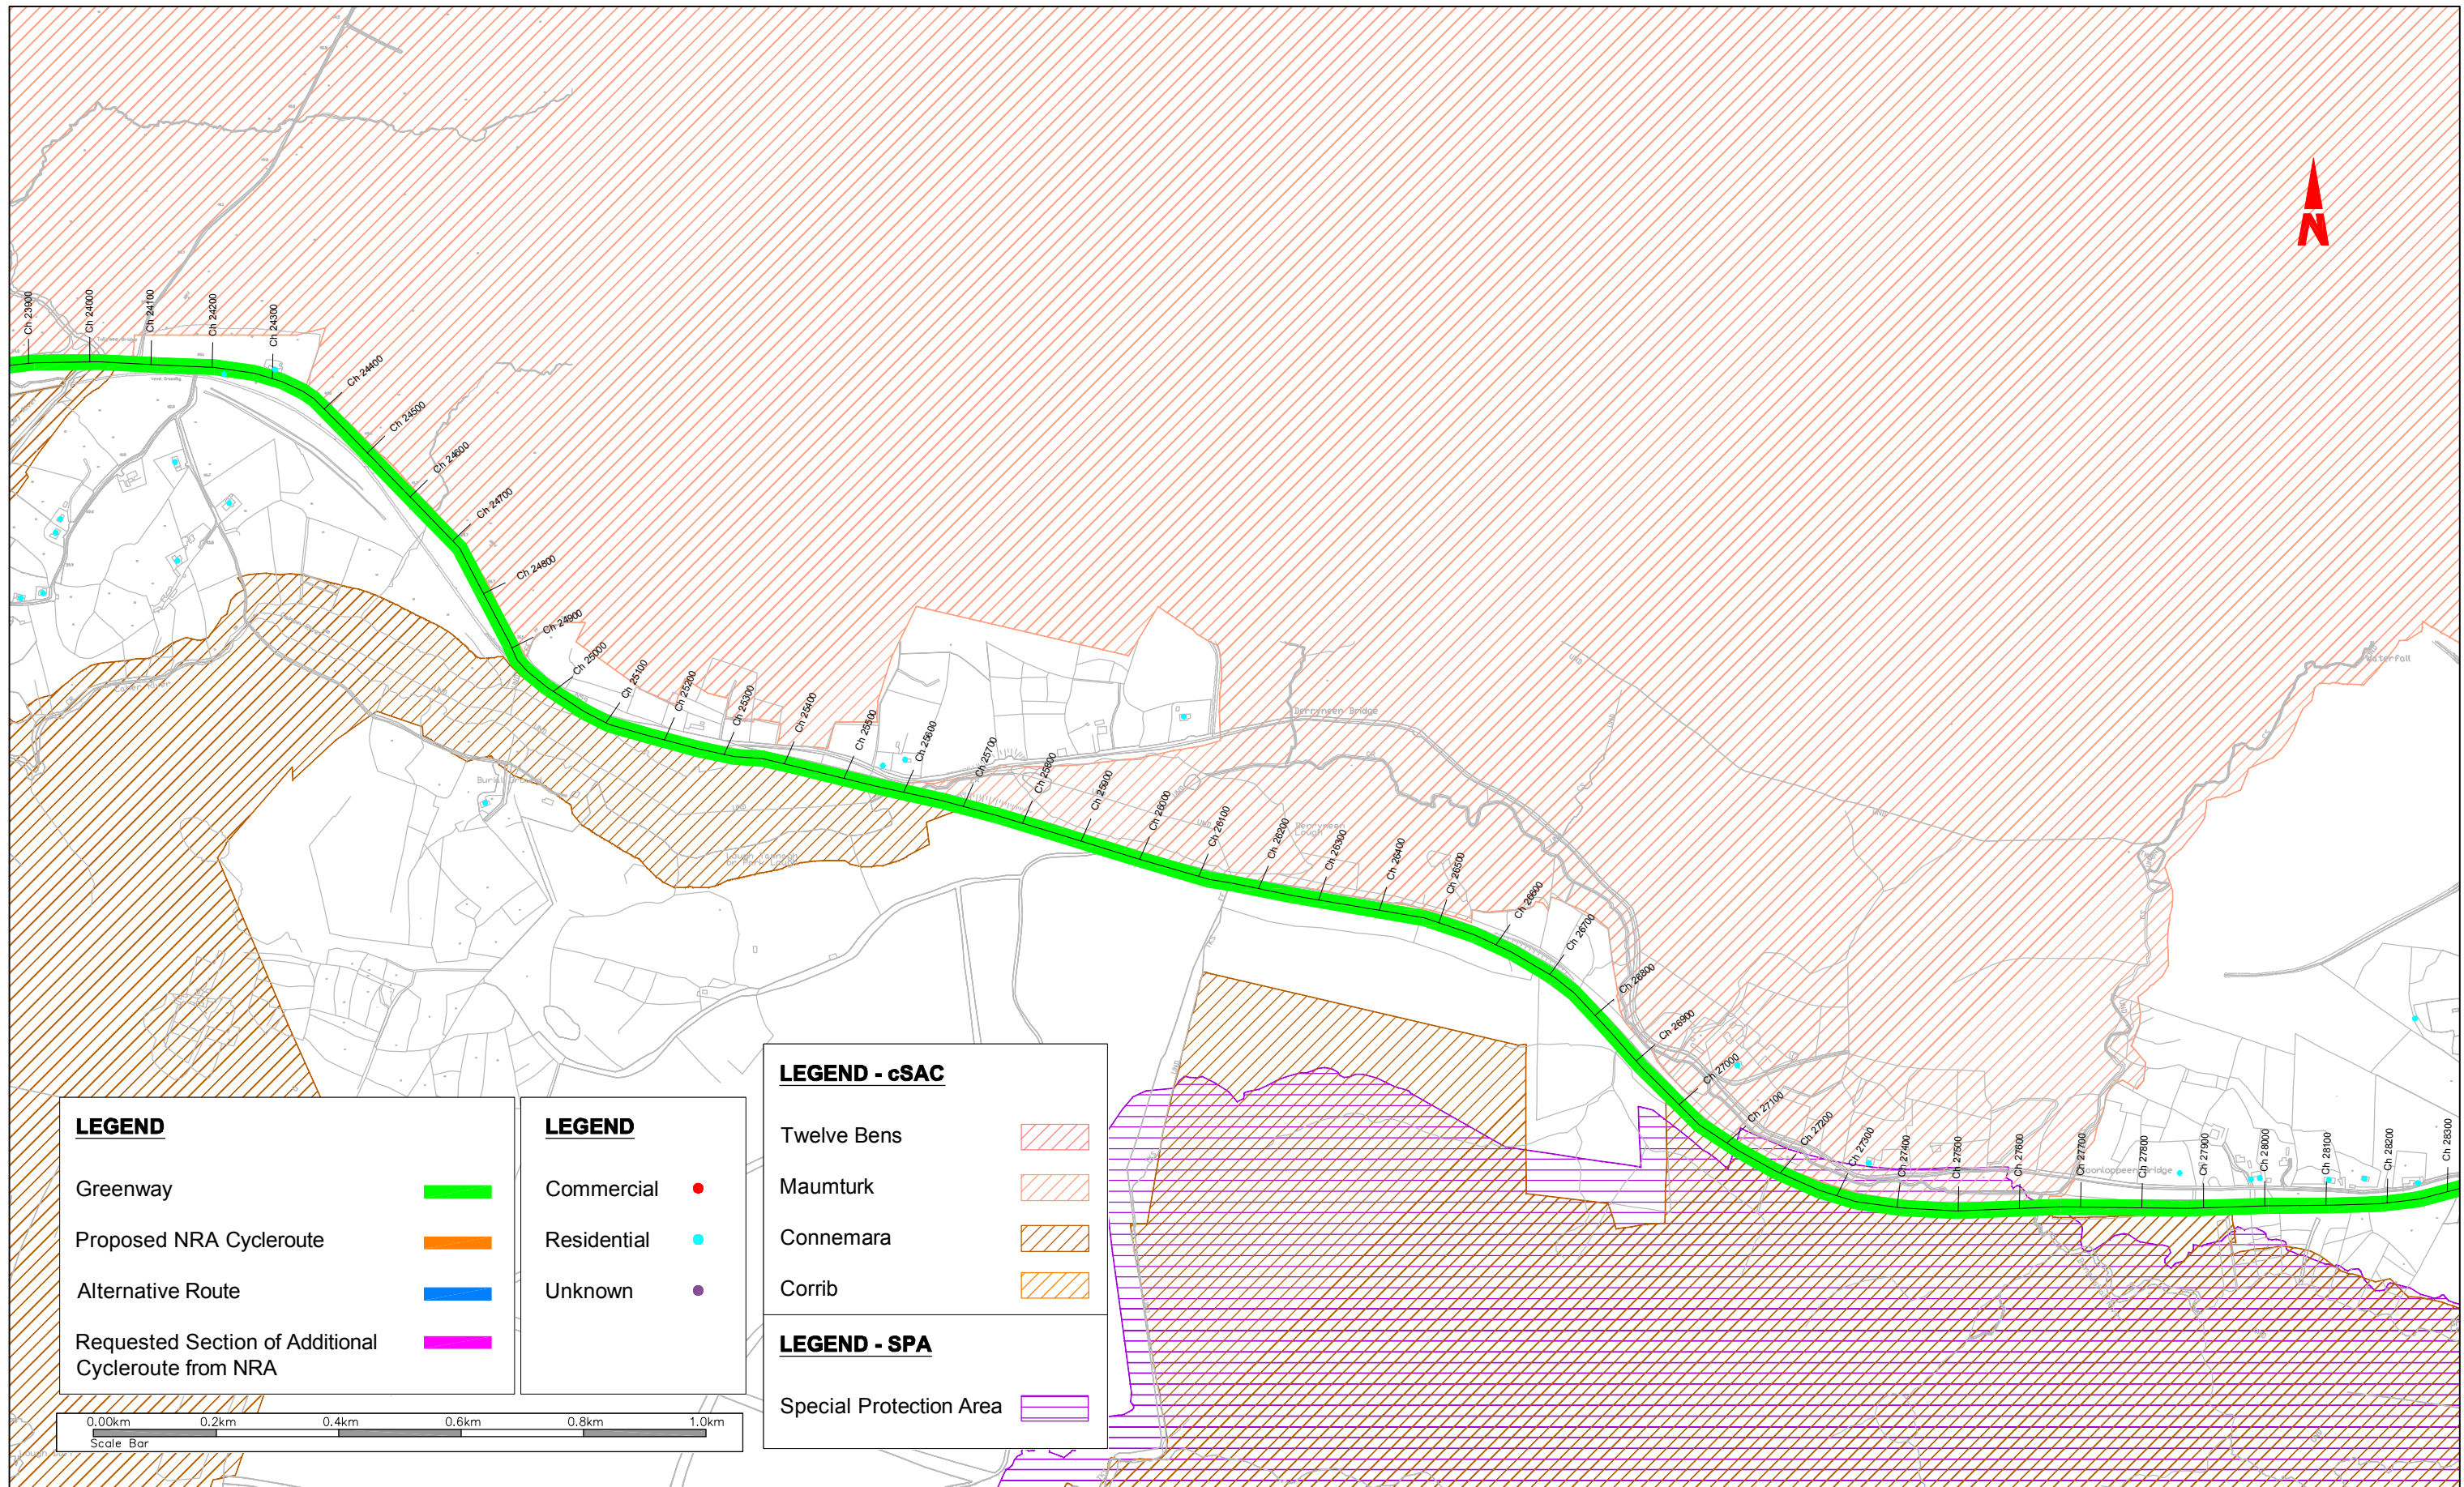 N
Ch 23900
Ch 24000
Ch 24100
Ch 24200
Ch 24300
Ch 24400
Ch 24500
Ch 24600
Ch 24700
Ch 24800
Ch 24900
Ch 25000
Ch 25100
Ch 25200
Ch 25300
Ch 25400
Ch 25500
Ch 25600
Ch 25700
Ch 25800
Ch 25900
Ch 26000
Ch 26100
Ch 26200
Ch 26300
Ch 26400
Ch 26500
Ch 26600
Ch 26700
Ch 26800
Ch 26900
Ch 27000
Ch 27100
Ch 27200
Ch 27300
Ch 27400
Ch 27500
Ch 27600
Ch 27700
Ch 27800
Ch 27900
Ch 28000
Ch 28100
Ch 28200
Ch 28300
Derryneen Bridge
Derryneen
Lough
Waterfall
Bridge
LEGEND
Greenway
Proposed NRA Cycleroute
Alternative Route
Requested Section of Additional
Cycleroute from NRA
LEGEND
Commercial
Residential
Unknown
LEGEND - cSAC
Twelve Bens
Maumturk
Connemara
Corrib
LEGEND - SPA
Special Protection Area
0.00km 0.2km 0.4km 0.6km 0.8km 1.0km
Scale Bar